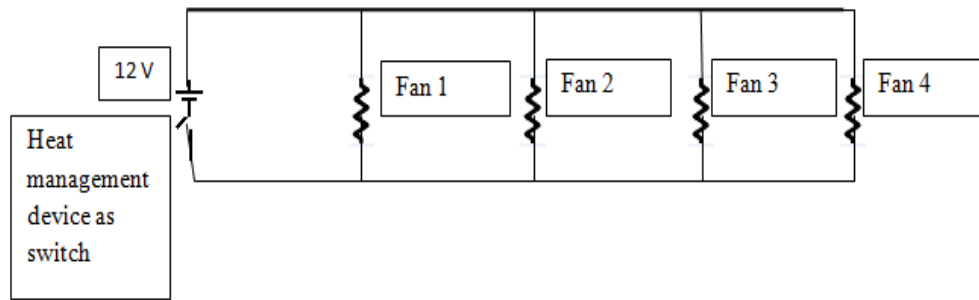 12 V
Fan 1
Fan 2
Fan 3
Fan 4
Heat
management
device as
switch